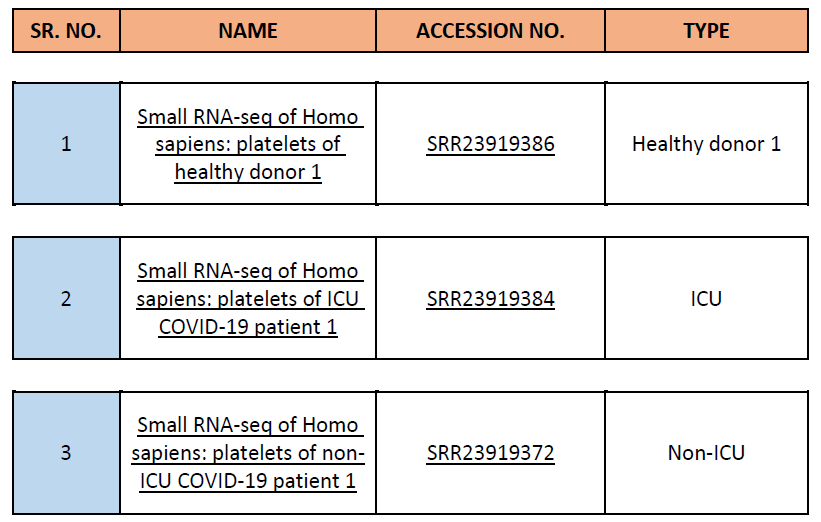 SR. NO. NAME ACCESSION NO. TYPE
Small RNA-seq of Homo
1 sapiens: platelets of SRR23919386 Healthy donor 1
healthy donor 1
Small RNA-seq of Homo
2 sapiens: platelets of ICU SRR23919384 ICU
COVID-19 patient 1
Small RNA-seq of Homo
3 sapiens: platelets of non- SRR23919372 Non-ICU
ICU COVID-19 patient 1